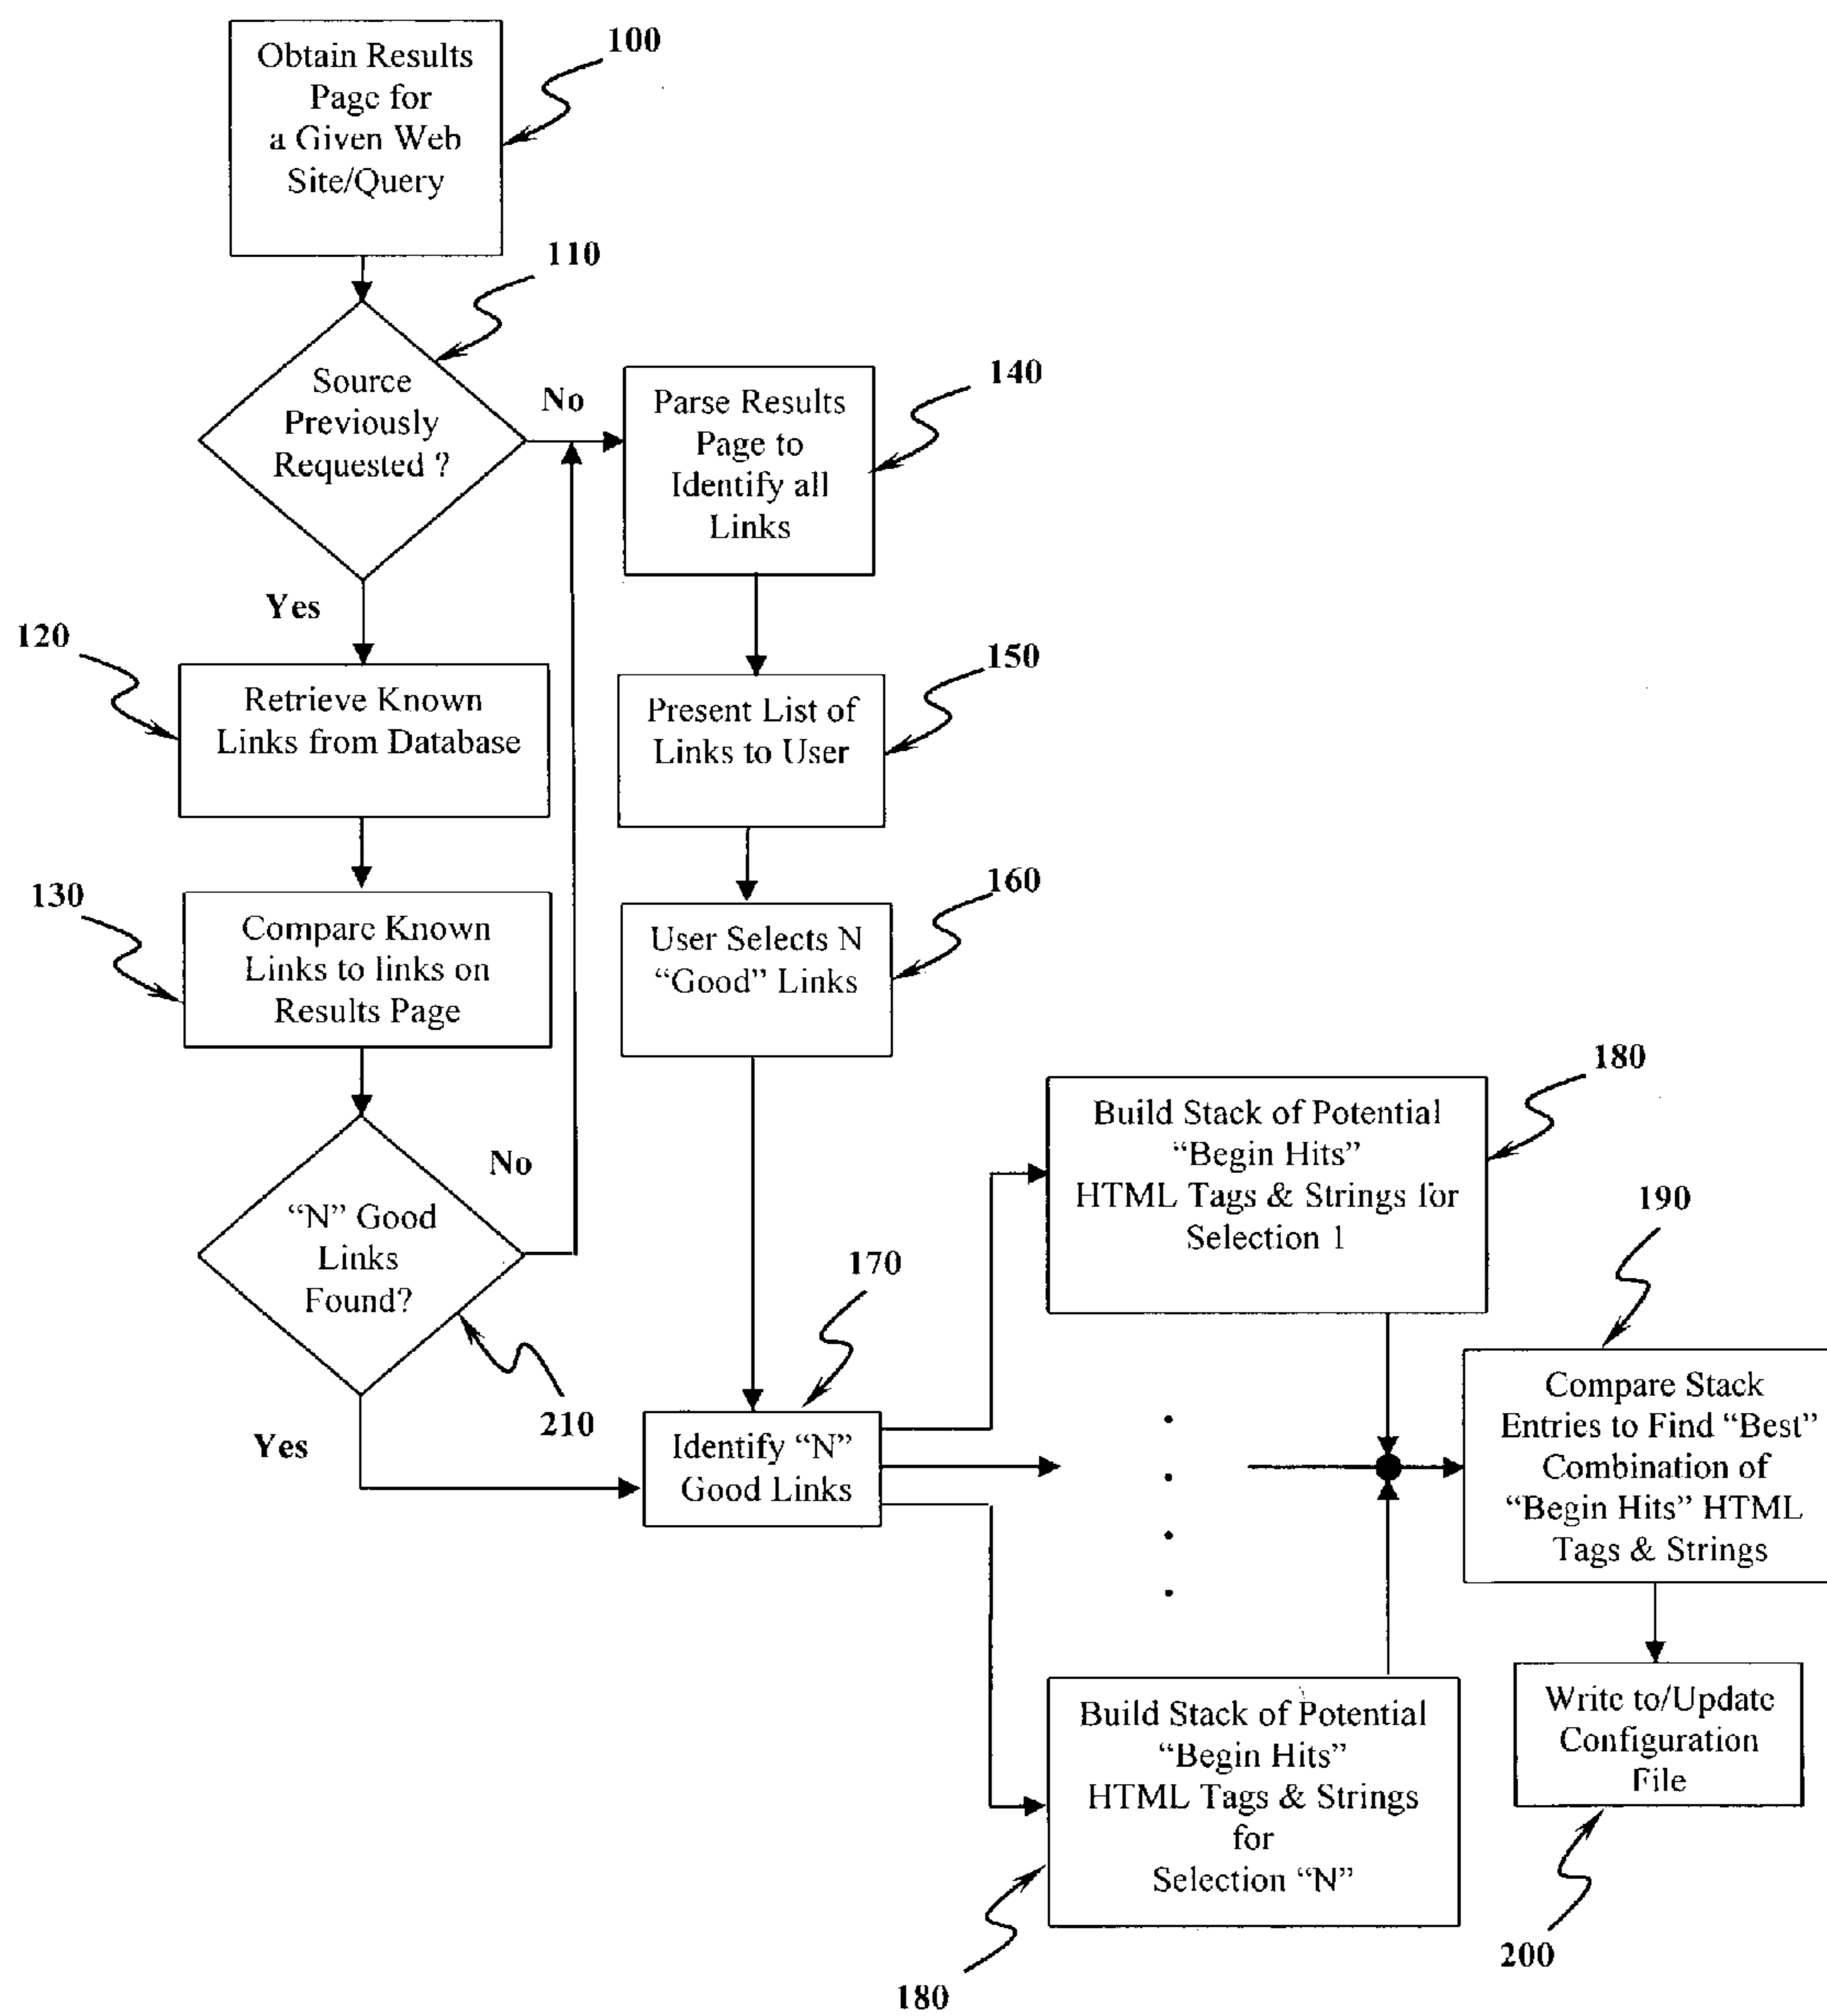 Obtain Results
Page for
a Given Web
Site/Query
100
110
Source
Previously
Requested ?
No
Yes
Parse Results
Page to
Identify all
Links
140
120
Retrieve Known
Links from Database
Present List of
Links to User
150
130
Compare Known
Links to links on
Results Page
User Selects N
“Good” Links
160
“N” Good
Links
Found?
No
Yes
210
170
Identify “N”
Good Links
180
Build Stack of Potential
“Begin Hits”
HTML Tags & Strings for
Selection 1
190
Compare Stack
Entries to Find “Best”
Combination of
“Begin Hits” HTML
Tags & Strings
Build Stack of Potential
“Begin Hits”
HTML Tags & Strings
for
Selection “N”
180
Write to/Update
Configuration
File
200